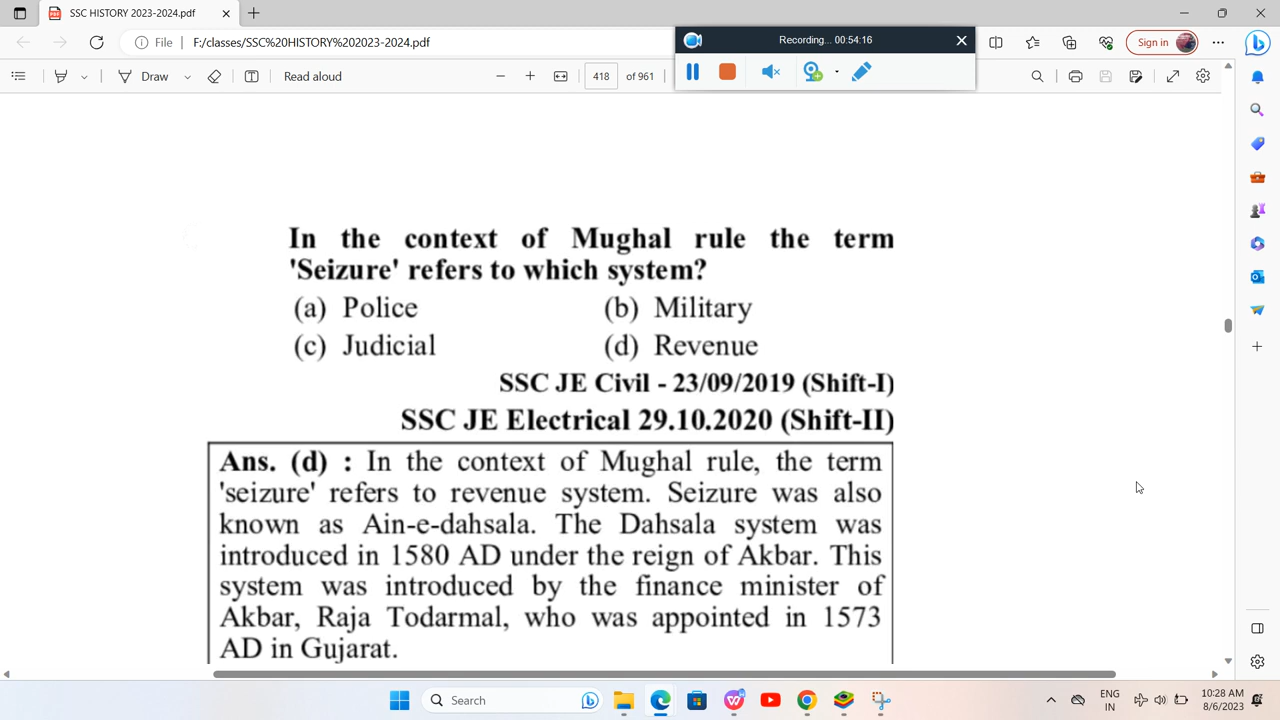 SSC HISTORY 2023-2024.pdf
File F:/classes/SSC%20HISTORY%202023-2024.pdf
Recording... 00:54:16
Sign in
Draw
Read aloud
418 of 961
In the context of Mughal rule the term
'Seizure' refers to which system?
(a) Police (b) Military
(c) Judicial (d) Revenue
SSC JE Civil - 23/09/2019 (Shift-I)
SSC JE Electrical 29.10.2020 (Shift-II)
Ans. (d) : In the context of Mughal rule, the term
'seizure' refers to revenue system. Seizure was also
known as Ain-e-dahsala. The Dahsala system was
introduced in 1580 AD under the reign of Akbar. This
system was introduced by the finance minister of
Akbar, Raja Todarmal, who was appointed in 1573
AD in Gujarat.
Search
ENG
IN
10:28 AM
8/6/2023